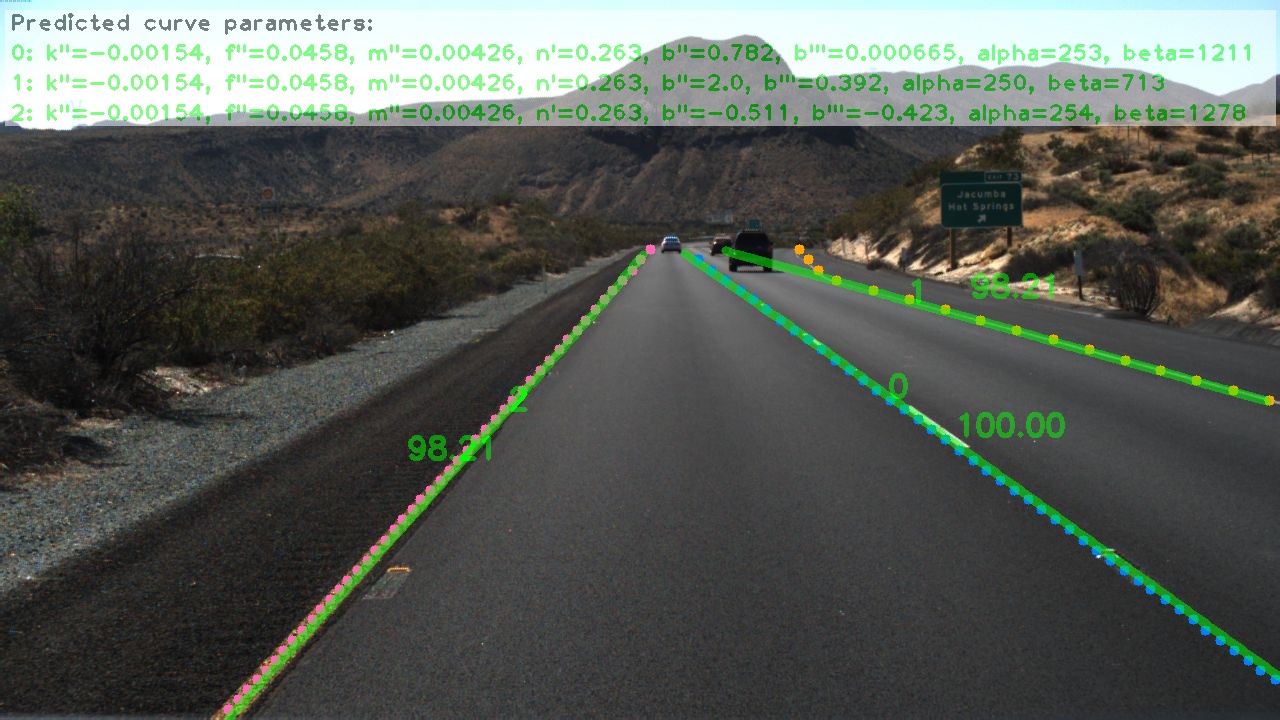 Predicted curve parameters:
0: k''=-0.00154, f''=0.0458, m''=0.00426, n'=0.263, b''=0.782, b'''=0.000665, alpha=253, beta=1211
1: k''=-0.00154, f''=0.0458, m''=0.00426, n'=0.263, b''=2.0, b'''=0.392, alpha=250, beta=713
2: k''=-0.00154, f''=0.0458, m''=0.00426, n'=0.263, b''=-0.511, b'''=-0.423, alpha=254, beta=1278
EXIT 73
Jacumba
Hot Springs
1 98.21
0
2
100.00
98.21